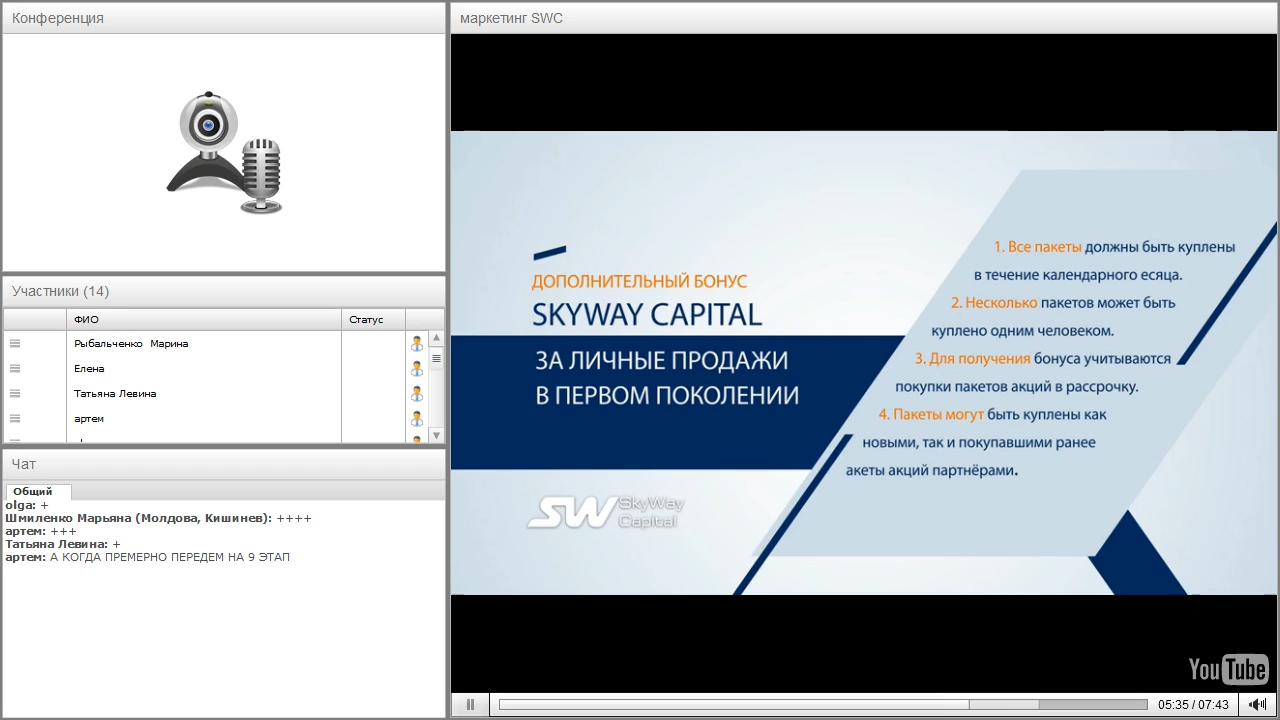 Конференция
маркетинг SWC
Участники (14)
ФИО
Статус
Рыбальченко Марина
Елена
Татьяна Левина
артем
Чат
Общий
olga: +
Шмиленко Марьяна (Молдова, Кишинев): ++++
артем: +++
Татьяна Левина: +
артем: А КОГДА ПРЕМЕРНО ПЕРЕДЕМ НА 9 ЭТАП
ДОПОЛНИТЕЛЬНЫЙ БОНУС
SKYWAY CAPITAL
ЗА ЛИЧНЫЕ ПРОДАЖИ
В ПЕРВОМ ПОКОЛЕНИИ
SW SkyWay
Capital
1. Все пакеты должны быть куплены
в течение календарного есяца.
2. Несколько пакетов может быть
куплено одним человеком.
3. Для получения бонуса учитываются
покупки пакетов акций в рассрочку.
4. Пакеты могут быть куплены как
новыми, так и покупавшими ранее
акеты акций партнёрами.
YouTube
05:35 / 07:43